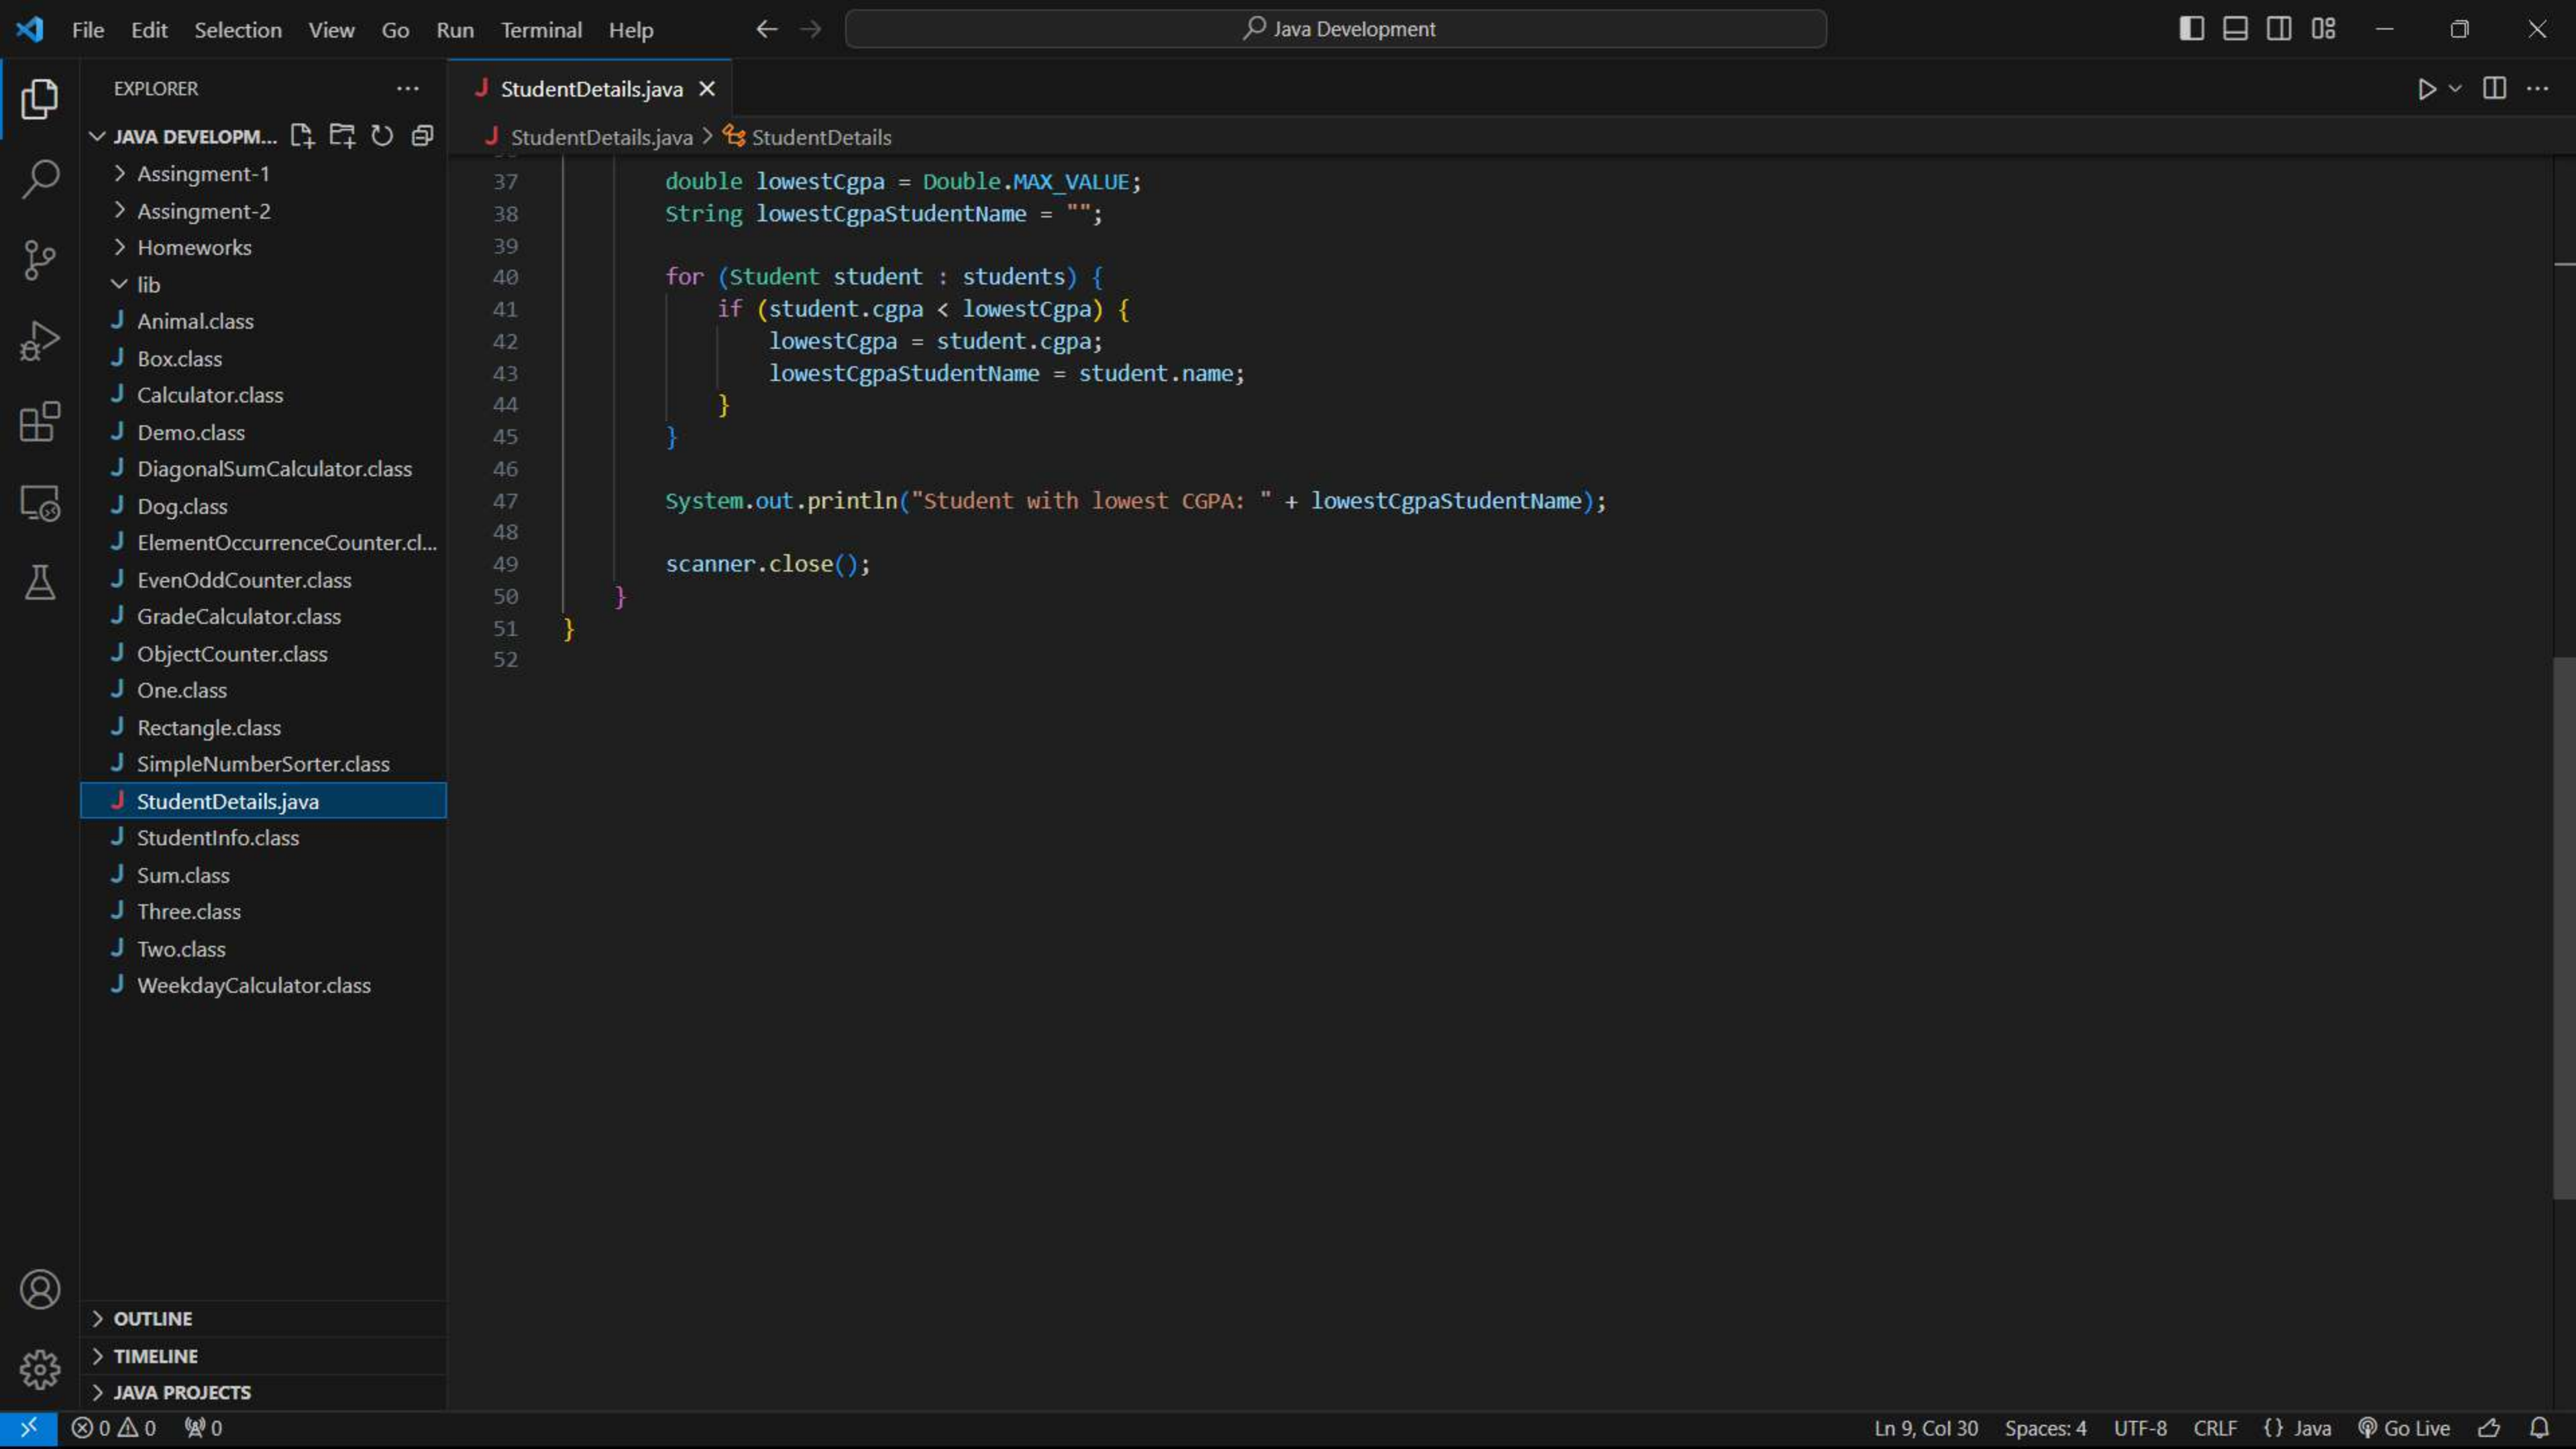 File Edit Selection View Go Run Terminal Help
Java Development
EXPLORER
JAVA DEVELOPM...
Assingment-1
Assingment-2
Homeworks
lib
Animal.class
Box.class
Calculator.class
Demo.class
DiagonalSumCalculator.class
Dog.class
ElementOccurrenceCounter.cl...
EvenOddCounter.class
GradeCalculator.class
ObjectCounter.class
One.class
Rectangle.class
SimpleNumberSorter.class
StudentDetails.java
StudentInfo.class
Sum.class
Three.class
Two.class
WeekdayCalculator.class
OUTLINE
TIMELINE
JAVA PROJECTS
StudentDetails.java
StudentDetails.java > StudentDetails
37 double lowestCgpa = Double.MAX_VALUE;
38 String lowestCgpaStudentName = "";
39
40 for (Student student : students) {
41 if (student.cgpa < lowestCgpa) {
42 lowestCgpa = student.cgpa;
43 lowestCgpaStudentName = student.name;
44 }
45 }
46
47 System.out.println("Student with lowest CGPA: " + lowestCgpaStudentName);
48
49 scanner.close();
50 }
51 }
52
0 0 0
Ln 9, Col 30 Spaces: 4 UTF-8 CRLF {} Java Go Live